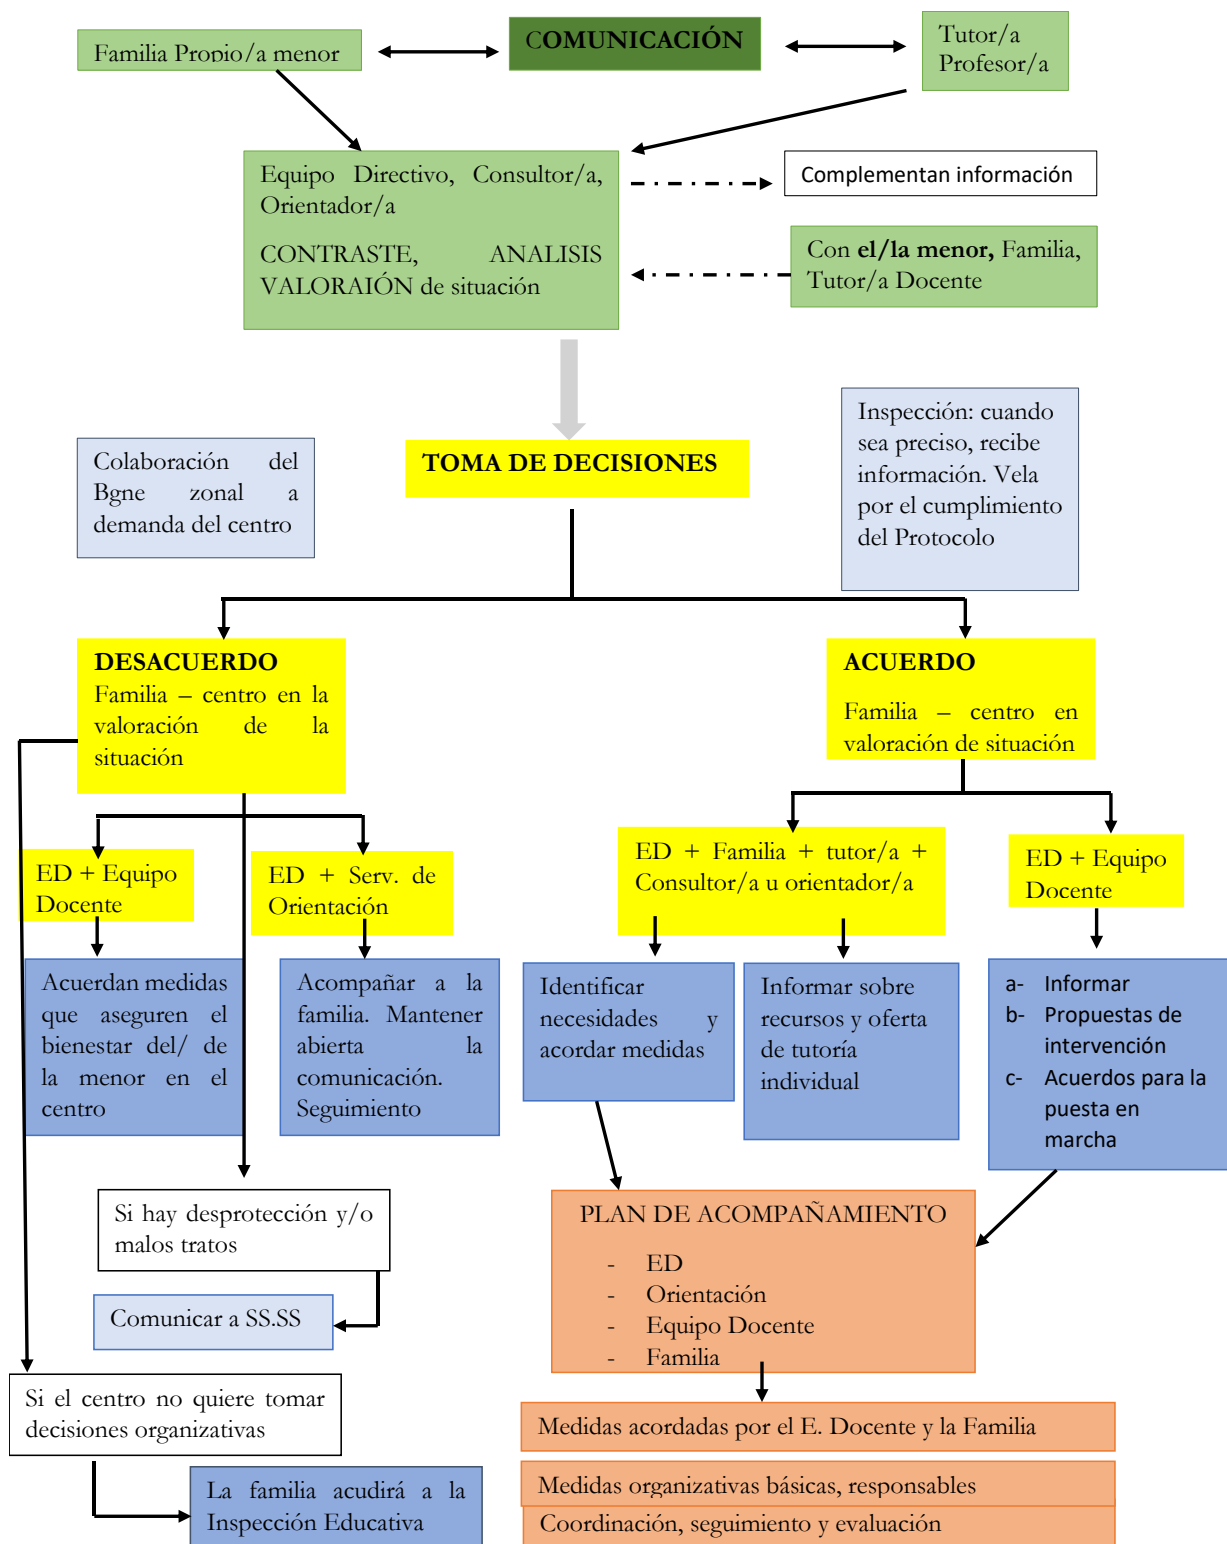 Familia Propio/a menor
COMUNICACIÓN
Tutor/a
Profesor/a
Equipo Directivo, Consultor/a,
Orientador/a
CONTRASTE, ANALISIS
VALORAIÓN de situación
Complementan información
Con el/la menor, Familia,
Tutor/a Docente
Colaboración del
Bgne zonal a
demanda del centro
TOMA DE DECISIONES
Inspección: cuando
sea preciso, recibe
información. Vela
por el cumplimiento
del Protocolo
DESACUERDO
Familia – centro en la
valoración de la
situación
ACUERDO
Familia – centro en
valoración de situación
ED + Equipo
Docente
ED + Serv. de
Orientación
ED + Familia + tutor/a +
Consultor/a u orientador/a
ED + Equipo
Docente
Acuerdan medidas
que aseguren el
bienestar del/ de
la menor en el
centro
Acompañar a la
familia. Mantener
abierta la
comunicación.
Seguimiento
Identificar
necesidades y
acordar medidas
Informar sobre
recursos y oferta
de tutoría
individual
a- Informar
b- Propuestas de
intervención
c- Acuerdos para la
puesta en
marcha
Si hay desprotección y/o
malos tratos
Comunicar a SS.SS
PLAN DE ACOMPAÑAMIENTO
- ED
- Orientación
- Equipo Docente
- Familia
Si el centro no quiere tomar
decisiones organizativas
La familia acudirá a la
Inspección Educativa
Medidas acordadas por el E. Docente y la Familia
Medidas organizativas básicas, responsables
Coordinación, seguimiento y evaluación